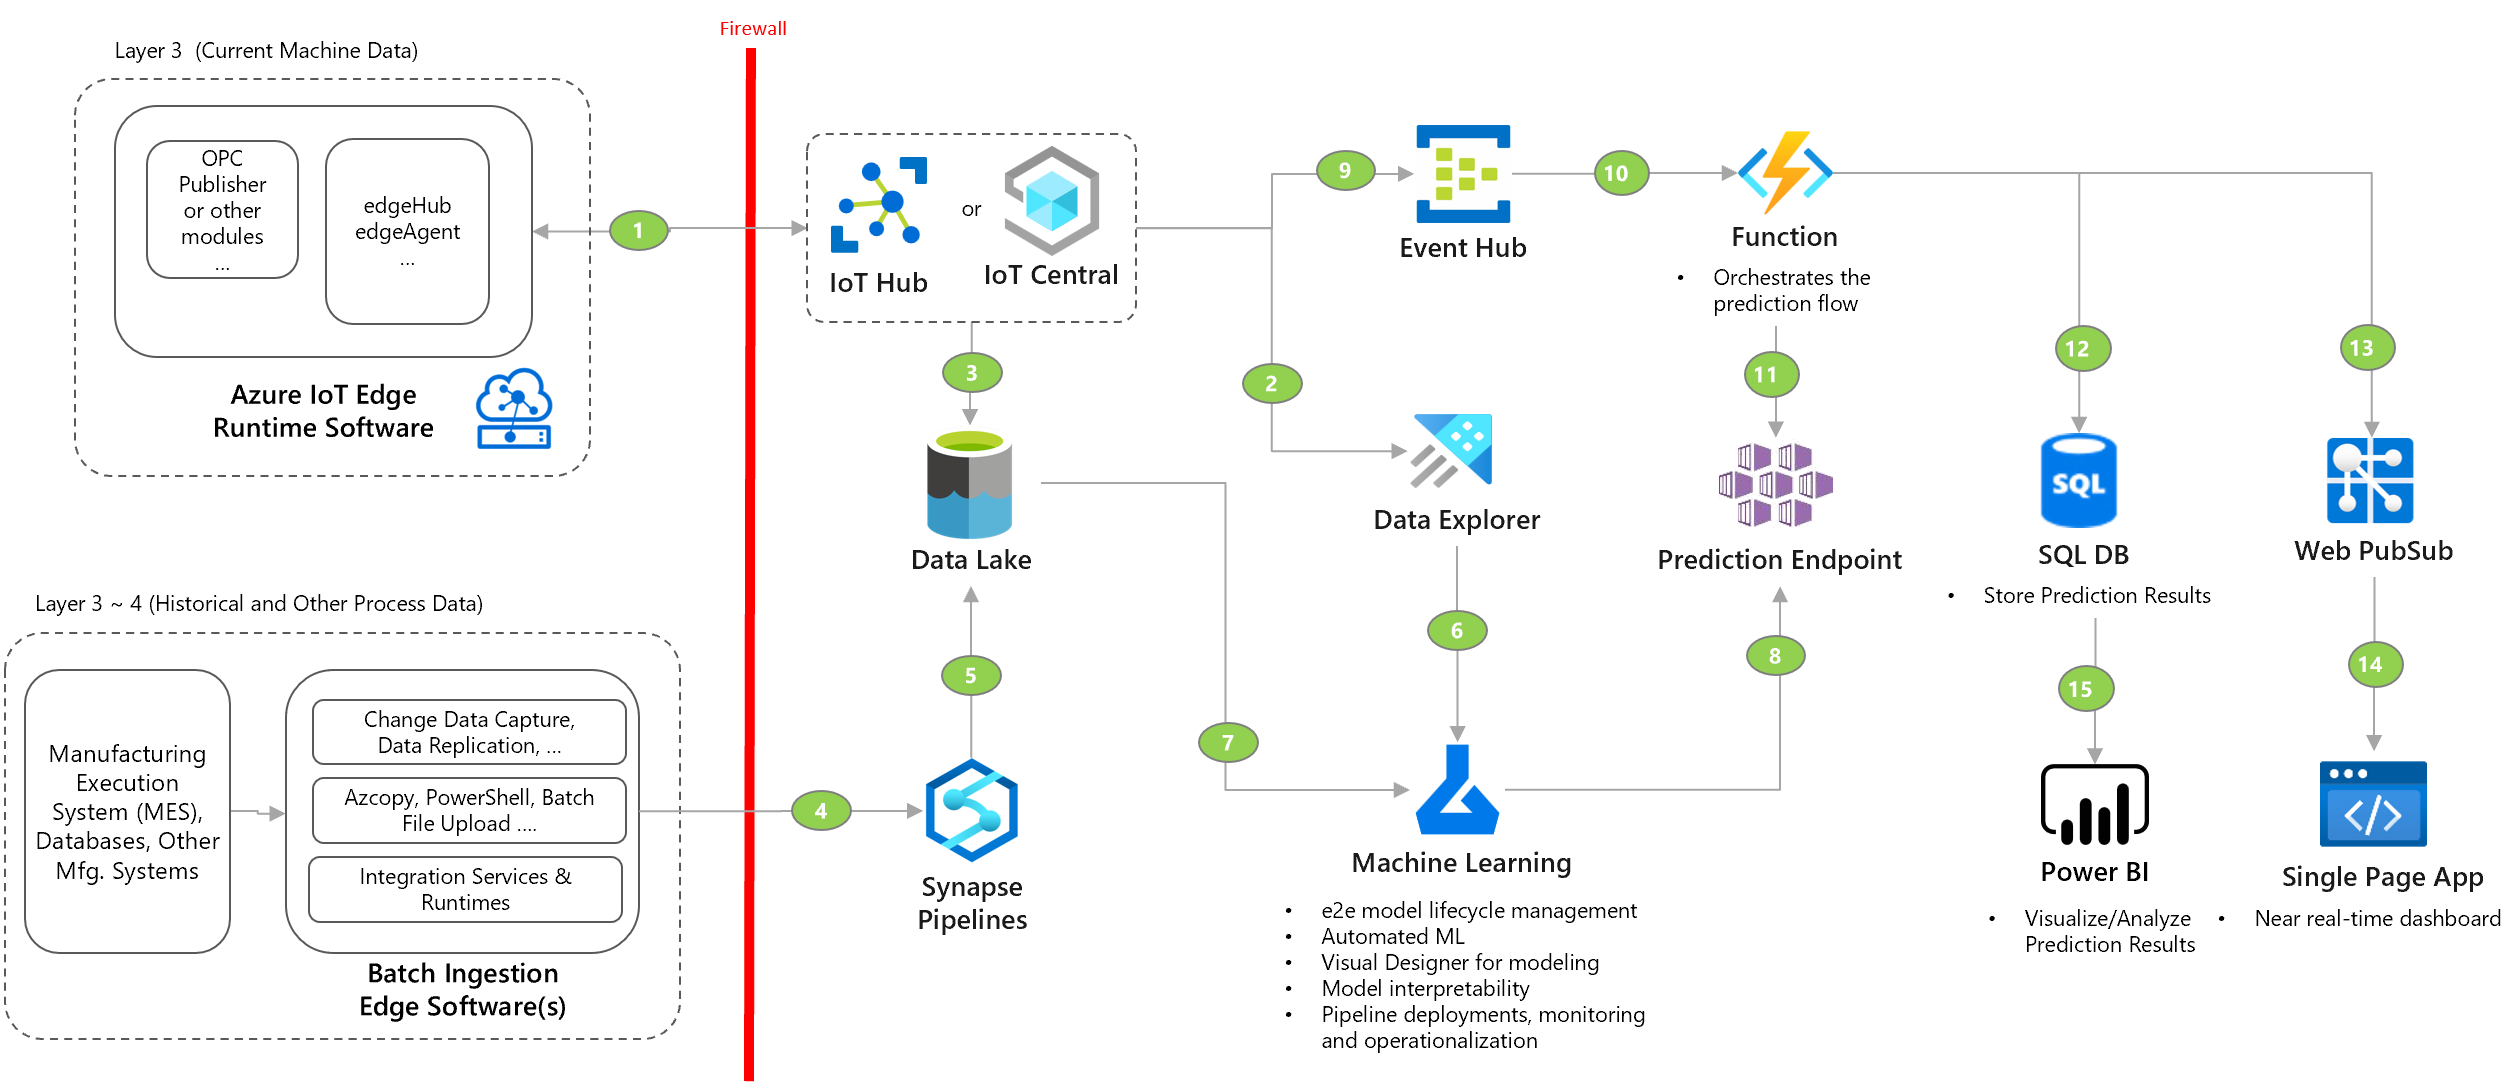 Firewall
Layer 3  (Current Machine Data)
OPC
Publisher
or other
modules
...
edgeHub
edgeAgent
...
Azure IoT Edge
Runtime Software
1
IoT Hub
or
IoT Central
9
Event Hub
10
Function
• Orchestrates the
prediction flow
3
2
11
12
13
Data Lake
Data Explorer
Prediction Endpoint
SQL
SQL DB
• Store Prediction Results
Web PubSub
Layer 3 ~ 4 (Historical and Other Process Data)
Manufacturing
Execution
System (MES),
Databases, Other
Mfg. Systems
Change Data Capture,
Data Replication, ...
Azcopy, PowerShell, Batch
File Upload ....
Integration Services &
Runtimes
Batch Ingestion
Edge Software(s)
4
5
Synapse
Pipelines
6
7
8
Machine Learning
• e2e model lifecycle management
• Automated ML
• Visual Designer for modeling
• Model interpretability
• Pipeline deployments, monitoring
and operationalization
15
Power BI
• Visualize/Analyze
Prediction Results
14
Single Page App
• Near real-time dashboard